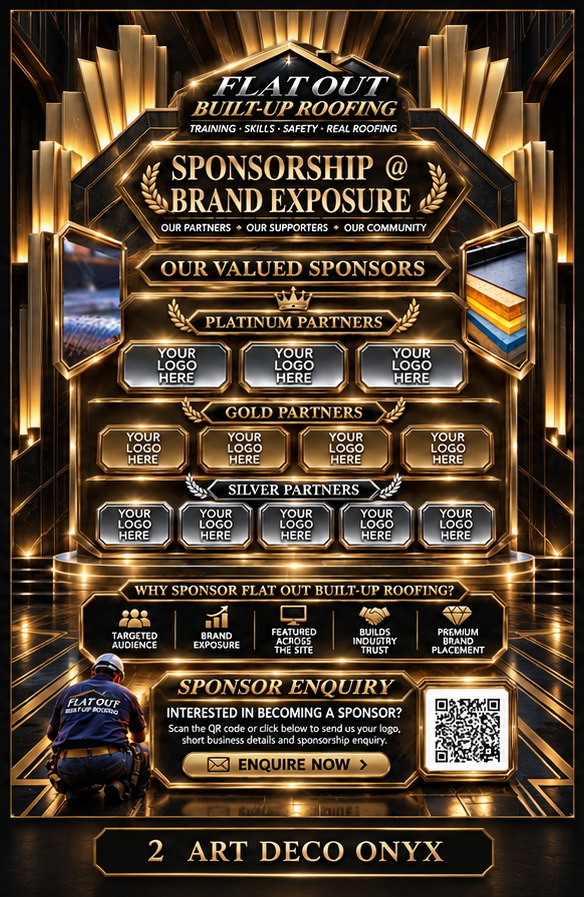 FLAT OUT
BUILT-UP ROOFING
TRAINING · SKILLS · SAFETY · REAL ROOFING
SPONSORSHIP @
BRAND EXPOSURE
OUR PARTNERS ✦ OUR SUPPORTERS ✦ OUR COMMUNITY
OUR VALUED SPONSORS
PLATINUM PARTNERS
YOUR LOGO HERE
YOUR LOGO HERE
YOUR LOGO HERE
GOLD PARTNERS
YOUR LOGO HERE
YOUR LOGO HERE
YOUR LOGO HERE
YOUR LOGO HERE
SILVER PARTNERS
YOUR LOGO HERE
YOUR LOGO HERE
YOUR LOGO HERE
YOUR LOGO HERE
YOUR LOGO HERE
WHY SPONSOR FLAT OUT BUILT-UP ROOFING?
TARGETED
AUDIENCE
BRAND
EXPOSURE
FEATURED
ACROSS
THE SITE
BUILDS
INDUSTRY
TRUST
PREMIUM
BRAND
PLACEMENT
FLAT OUT
BUILT-UP ROOFING
SPONSOR ENQUIRY
INTERESTED IN BECOMING A SPONSOR?
Scan the QR code or click below to send us your logo,
short business details and sponsorship enquiry.
ENQUIRE NOW >
2 ART DECO ONYX